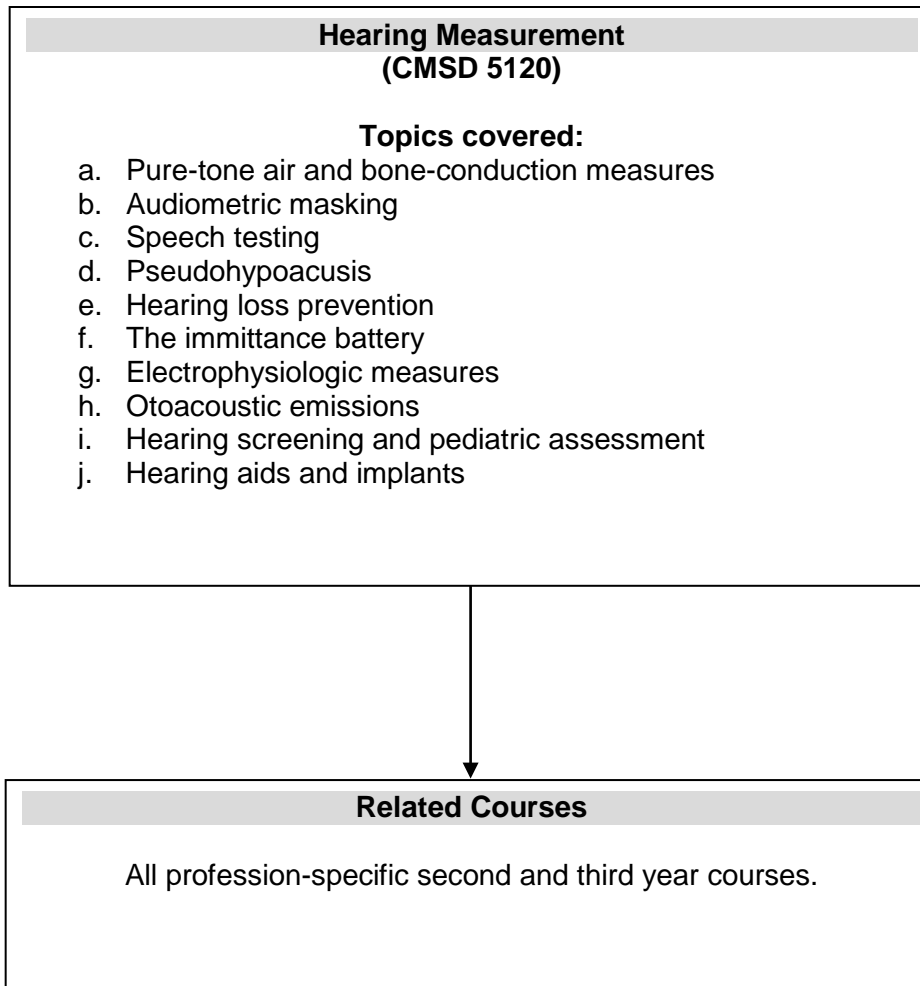 Hearing Measurement
(CMSD 5120)
Topics covered:
a. Pure-tone air and bone-conduction measures
b. Audiometric masking
c. Speech testing
d. Pseudohypoacusis
e. Hearing loss prevention
f. The immittance battery
g. Electrophysiologic measures
h. Otoacoustic emissions
i. Hearing screening and pediatric assessment
j. Hearing aids and implants
Related Courses
All profession-specific second and third year courses.